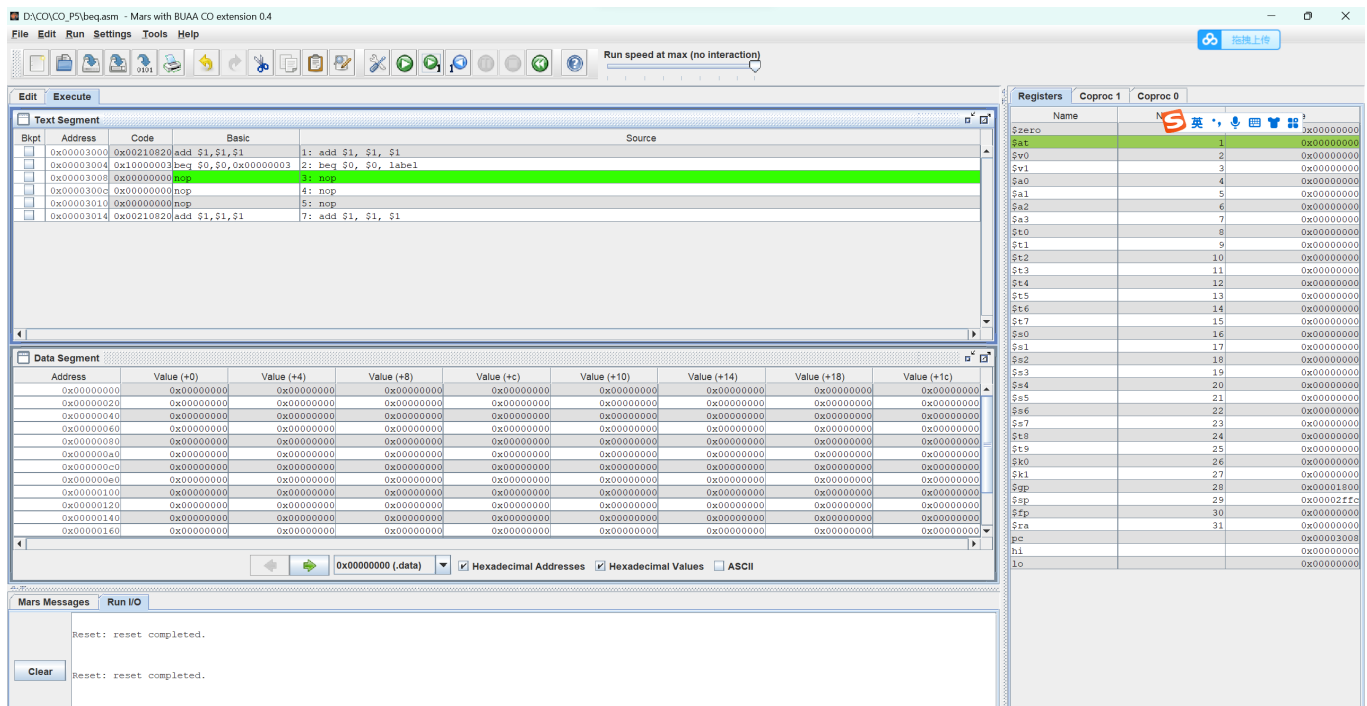 D:\CO\CO_P5\beq.asm - Mars with BUAA CO extension 0.4
File Edit Run Settings Tools Help
拖拽上传
Run speed at max (no interaction)
Edit Execute
Text Segment
Bkpt Address Code Basic Source
0x00003000 0x00210820 add $1,$1,$1 1: add $1, $1, $1
0x00003004 0x10000003 beq $0,$0,0x00000003 2: beq $0, $0, label
0x00003008 0x00000000 nop 3: nop
0x0000300c 0x00000000 nop 4: nop
0x00003010 0x00000000 nop 5: nop
0x00003014 0x00210820 add $1,$1,$1 7: add $1, $1, $1
Data Segment
Address Value (+0) Value (+4) Value (+8) Value (+c) Value (+10) Value (+14) Value (+18) Value (+1c)
0x00000000 0x00000000 0x00000000 0x00000000 0x00000000 0x00000000 0x00000000 0x00000000 0x00000000
0x00000020 0x00000000 0x00000000 0x00000000 0x00000000 0x00000000 0x00000000 0x00000000 0x00000000
0x00000040 0x00000000 0x00000000 0x00000000 0x00000000 0x00000000 0x00000000 0x00000000 0x00000000
0x00000060 0x00000000 0x00000000 0x00000000 0x00000000 0x00000000 0x00000000 0x00000000 0x00000000
0x00000080 0x00000000 0x00000000 0x00000000 0x00000000 0x00000000 0x00000000 0x00000000 0x00000000
0x000000a0 0x00000000 0x00000000 0x00000000 0x00000000 0x00000000 0x00000000 0x00000000 0x00000000
0x000000c0 0x00000000 0x00000000 0x00000000 0x00000000 0x00000000 0x00000000 0x00000000 0x00000000
0x000000e0 0x00000000 0x00000000 0x00000000 0x00000000 0x00000000 0x00000000 0x00000000 0x00000000
0x00000100 0x00000000 0x00000000 0x00000000 0x00000000 0x00000000 0x00000000 0x00000000 0x00000000
0x00000120 0x00000000 0x00000000 0x00000000 0x00000000 0x00000000 0x00000000 0x00000000 0x00000000
0x00000140 0x00000000 0x00000000 0x00000000 0x00000000 0x00000000 0x00000000 0x00000000 0x00000000
0x00000160 0x00000000 0x00000000 0x00000000 0x00000000 0x00000000 0x00000000 0x00000000 0x00000000
0x00000000 (.data) Hexadecimal Addresses Hexadecimal Values ASCII
Mars Messages Run I/O
Reset: reset completed.
Clear
Reset: reset completed.
Registers Coproc 1 Coproc 0
Name
英
$zero 0x00000000
$at 1 0x00000000
$v0 2 0x00000000
$v1 3 0x00000000
$a0 4 0x00000000
$a1 5 0x00000000
$a2 6 0x00000000
$a3 7 0x00000000
$t0 8 0x00000000
$t1 9 0x00000000
$t2 10 0x00000000
$t3 11 0x00000000
$t4 12 0x00000000
$t5 13 0x00000000
$t6 14 0x00000000
$t7 15 0x00000000
$s0 16 0x00000000
$s1 17 0x00000000
$s2 18 0x00000000
$s3 19 0x00000000
$s4 20 0x00000000
$s5 21 0x00000000
$s6 22 0x00000000
$s7 23 0x00000000
$t8 24 0x00000000
$t9 25 0x00000000
$k0 26 0x00000000
$k1 27 0x00000000
$gp 28 0x00001800
$sp 29 0x00002ffc
$fp 30 0x00000000
$ra 31 0x00000000
pc 0x00003008
hi 0x00000000
lo 0x00000000